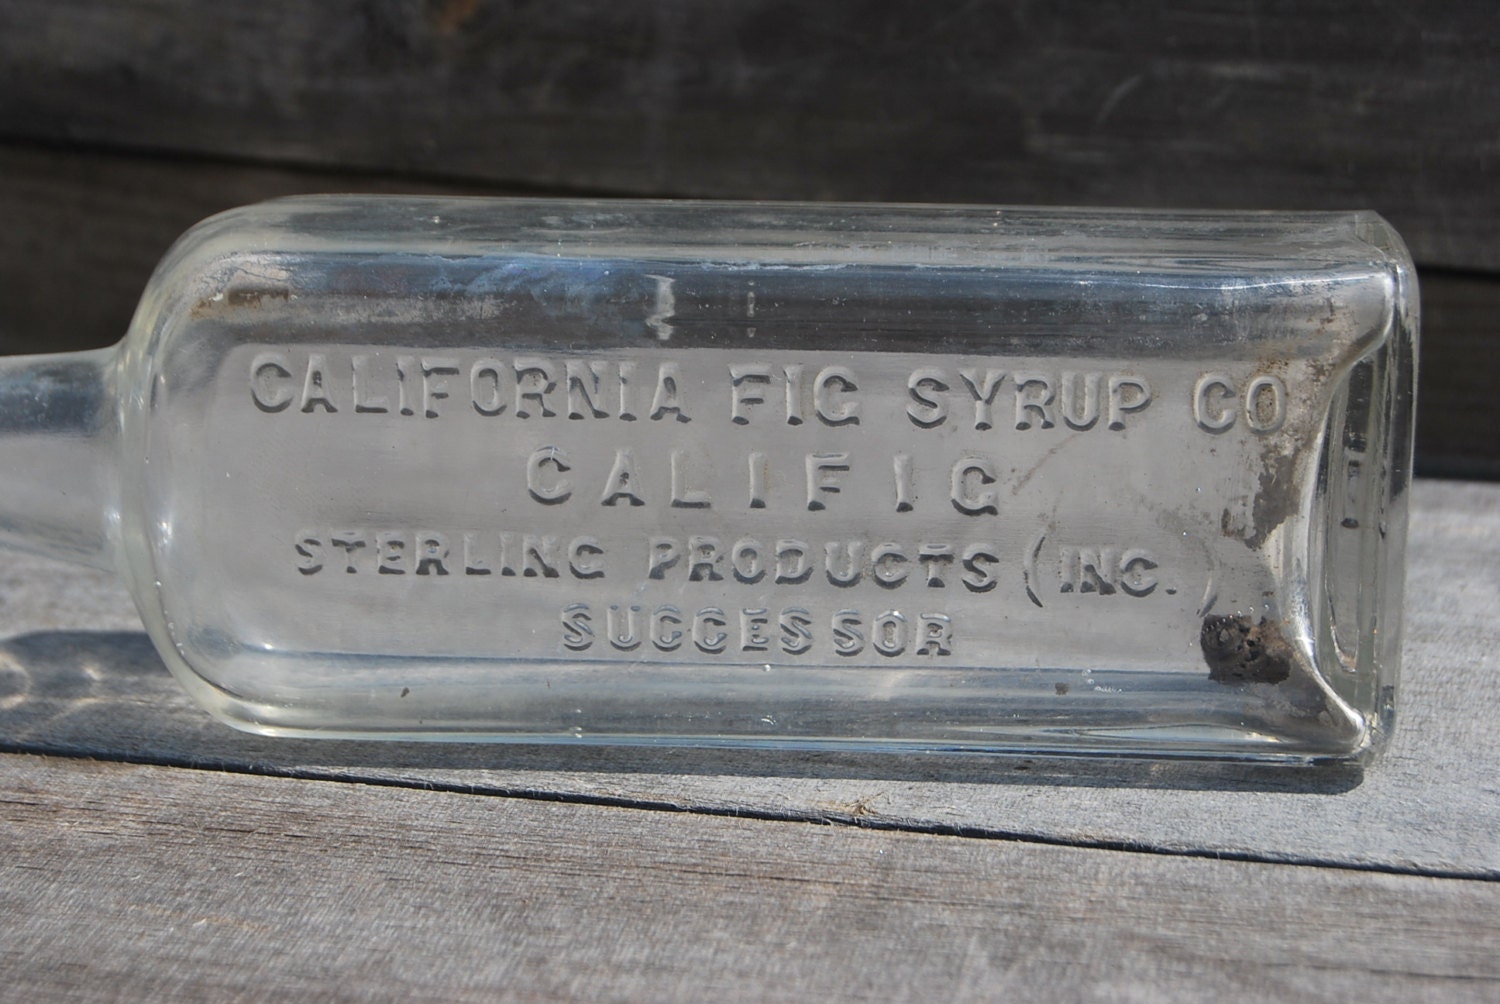 CALIFORNIA FIG SYRUP CO
CALIFIG
STERLING PRODUCTS (INC.)
SUCCESSOR